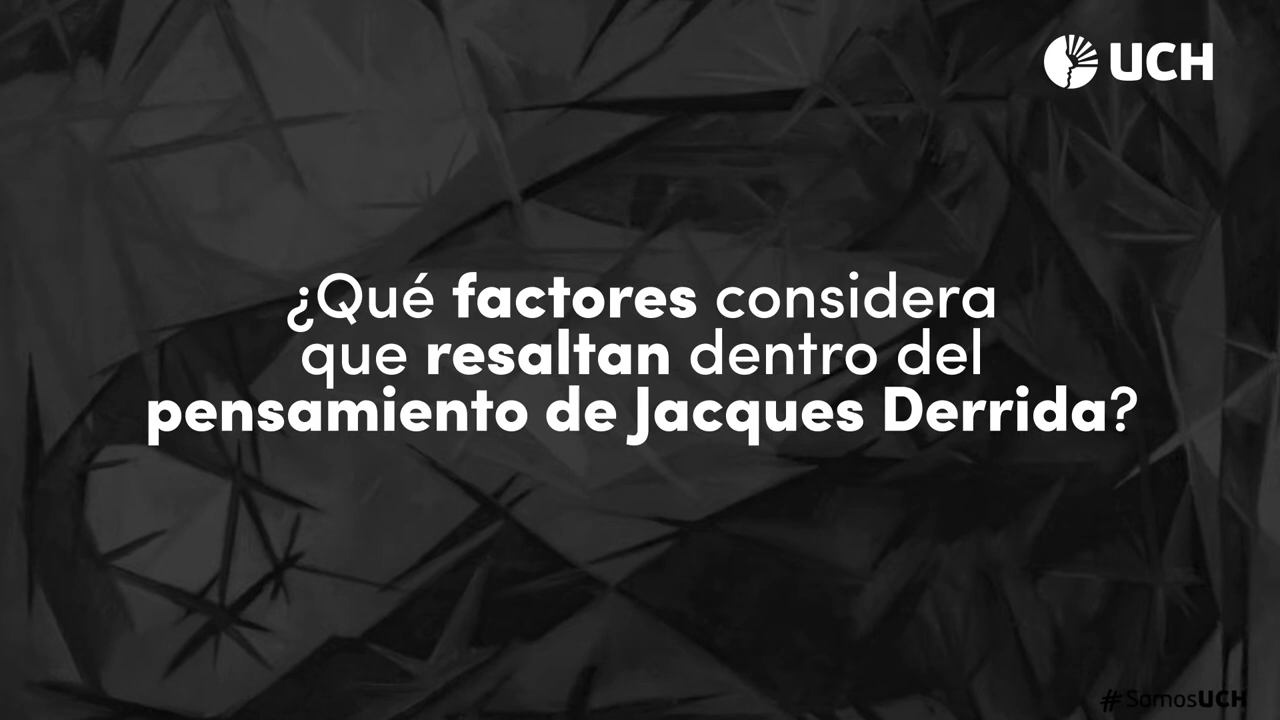 UCH
¿Qué factores considera
que resaltan dentro del
pensamiento de Jacques Derrida?
#SomosUCH